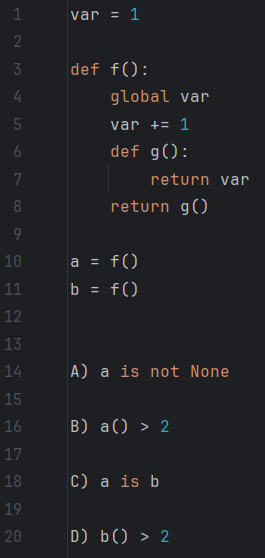 1 var = 1
2
3 def f():
4     global var
5     var += 1
6     def g():
7         return var
8     return g()
9
10 a = f()
11 b = f()
12
13
14 A) a is not None
15
16 B) a() > 2
17
18 C) a is b
19
20 D) b() > 2